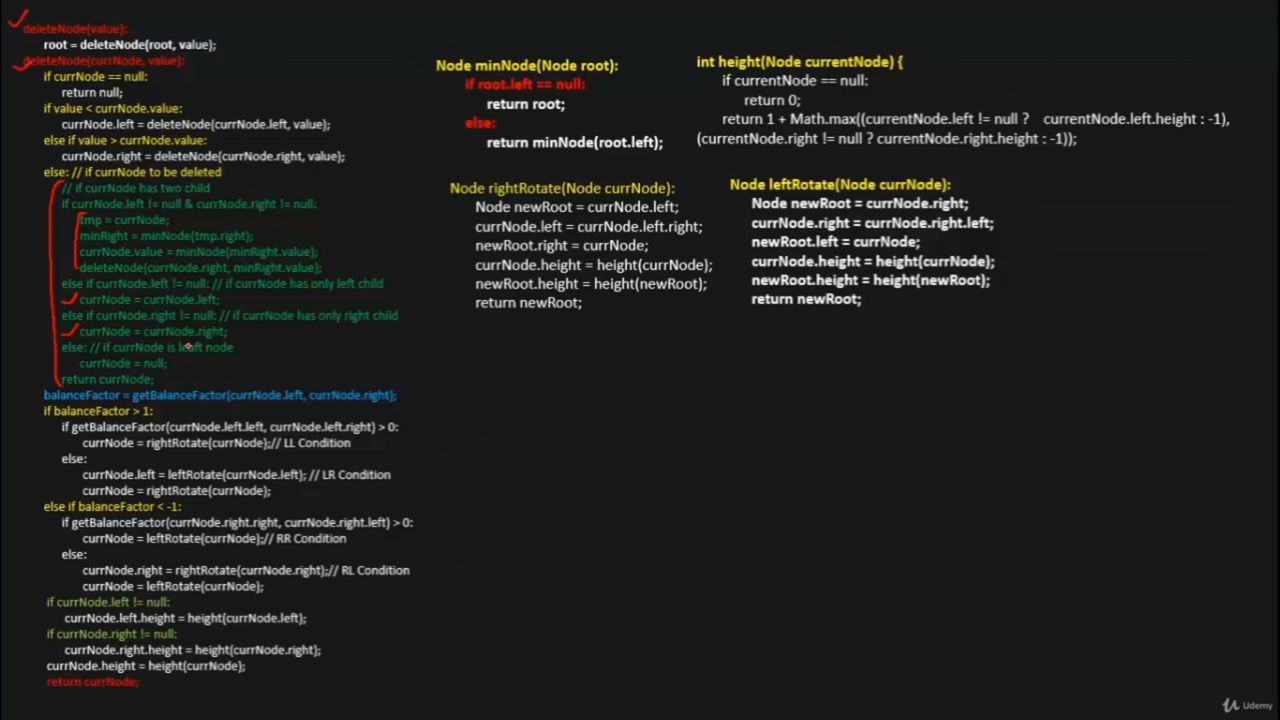 deleteNode(value):
root = deleteNode(root, value);
deleteNode(currNode, value):
if currNode == null:
return null;
if value < currNode.value:
currNode.left = deleteNode(currNode.left, value);
else if value > currNode.value:
currNode.right = deleteNode(currNode.right, value);
else: // if currNode to be deleted
// if currNode has two child
if currNode.left != null & currNode.right != null:
tmp = currNode;
minRight = minNode(tmp.right);
currNode.value = minNode(minRight.value);
deleteNode(currNode.right, minRight.value);
else if currNode.left != null: // if currNode has only left child
currNode = currNode.left;
else if currNode.right != null: // if currNode has only right child
currNode = currNode.right;
else: // if currNode is leaft node
currNode = null;
return currNode;
balanceFactor = getBalanceFactor(currNode.left, currNode.right);
if balanceFactor > 1:
if getBalanceFactor(currNode.left.left, currNode.left.right) > 0:
currNode = rightRotate(currNode);// LL Condition
else:
currNode.left = leftRotate(currNode.left); // LR Condition
currNode = rightRotate(currNode);
else if balanceFactor < -1:
if getBalanceFactor(currNode.right.right, currNode.right.left) > 0:
currNode = leftRotate(currNode);// RR Condition
else:
currNode.right = rightRotate(currNode.right);// RL Condition
currNode = leftRotate(currNode);
if currNode.left != null:
currNode.left.height = height(currNode.left);
if currNode.right != null:
currNode.right.height = height(currNode.right);
currNode.height = height(currNode);
return currNode;
Node minNode(Node root):
if root.left == null:
return root;
else:
return minNode(root.left);
int height(Node currentNode) {
if currentNode == null:
return 0;
return 1 + Math.max((currentNode.left != null ? currentNode.left.height : -1),
(currentNode.right != null ? currentNode.right.height : -1));
Node rightRotate(Node currNode):
Node newRoot = currNode.left;
currNode.left = currNode.left.right;
newRoot.right = currNode;
currNode.height = height(currNode);
newRoot.height = height(newRoot);
return newRoot;
Node leftRotate(Node currNode):
Node newRoot = currNode.right;
currNode.right = currNode.right.left;
newRoot.left = currNode;
currNode.height = height(currNode);
newRoot.height = height(newRoot);
return newRoot;
Udemy